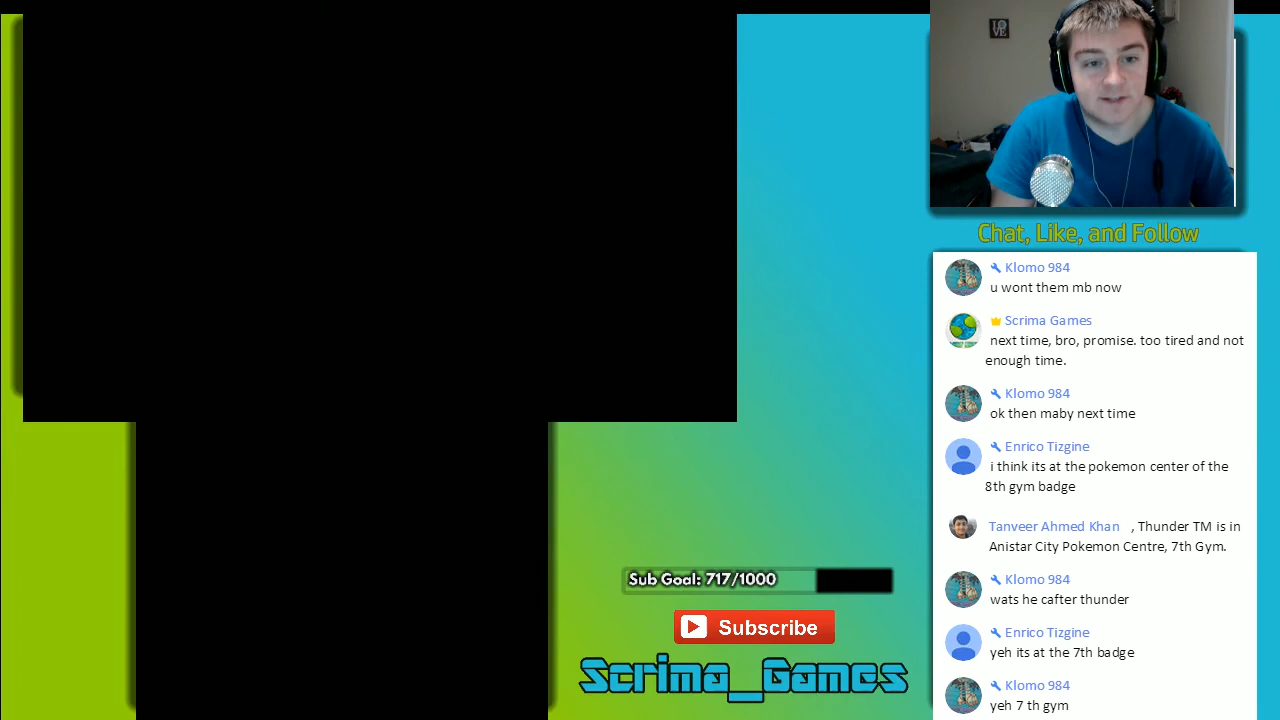 LOVE
Chat, Like, and Follow
Klomo 984
u wont them mb now
Scrima Games
next time, bro, promise. too tired and not
enough time.
Klomo 984
ok then maby next time
Enrico Tizgine
i think its at the pokemon center of the
8th gym badge
Tanveer Ahmed Khan , Thunder TM is in
Anistar City Pokemon Centre, 7th Gym.
Klomo 984
wats he cafter thunder
Enrico Tizgine
yeh its at the 7th badge
Klomo 984
yeh 7 th gym
Sub Goal: 717/1000
Subscribe
Scrima_Games